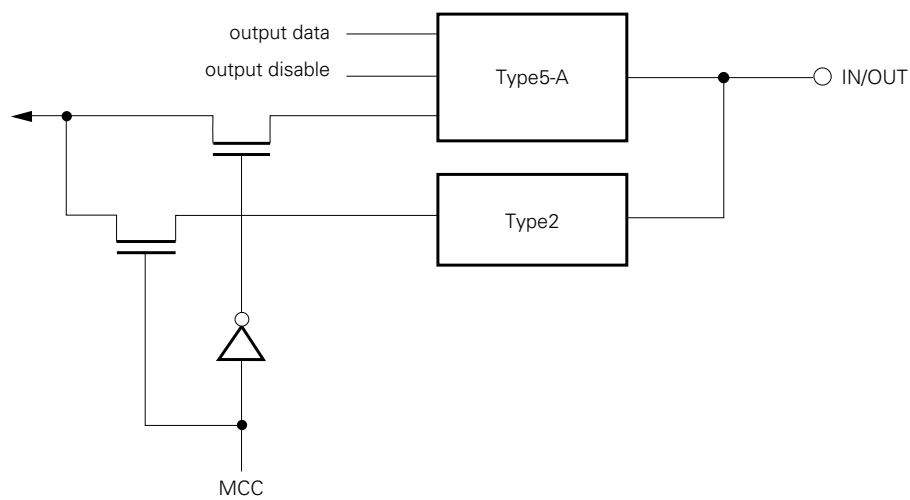 output data
output disable
Type5-A
IN/OUT
Type2
MCC